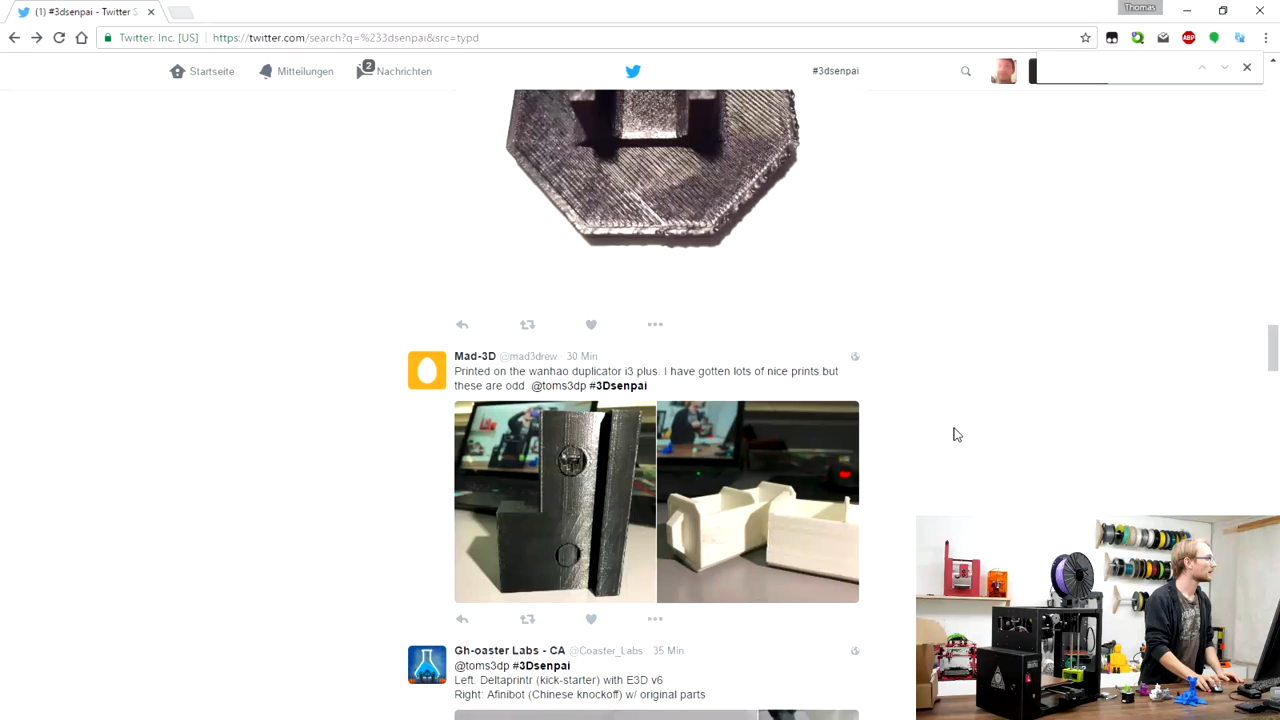 (1) #3dsenpai - Twitter S
Thomas
Twitter, Inc. [US]
https://twitter.com/search?q=%233dsenpai&src=typd
ABP
Startseite
Mitteilungen
2
Nachrichten
#3dsenpai
Mad-3D @mad3drew · 30 Min
Printed on the wanhao duplicator i3 plus. I have gotten lots of nice prints but
these are odd. @toms3dp #3Dsenpai
Gh-oaster Labs - CA @Coaster_Labs · 35 Min
@toms3dp #3Dsenpai
Left: Deltaprintr (kick-starter) with E3D v6
Right: Afinibot (Chinese knockoff) w/ original parts